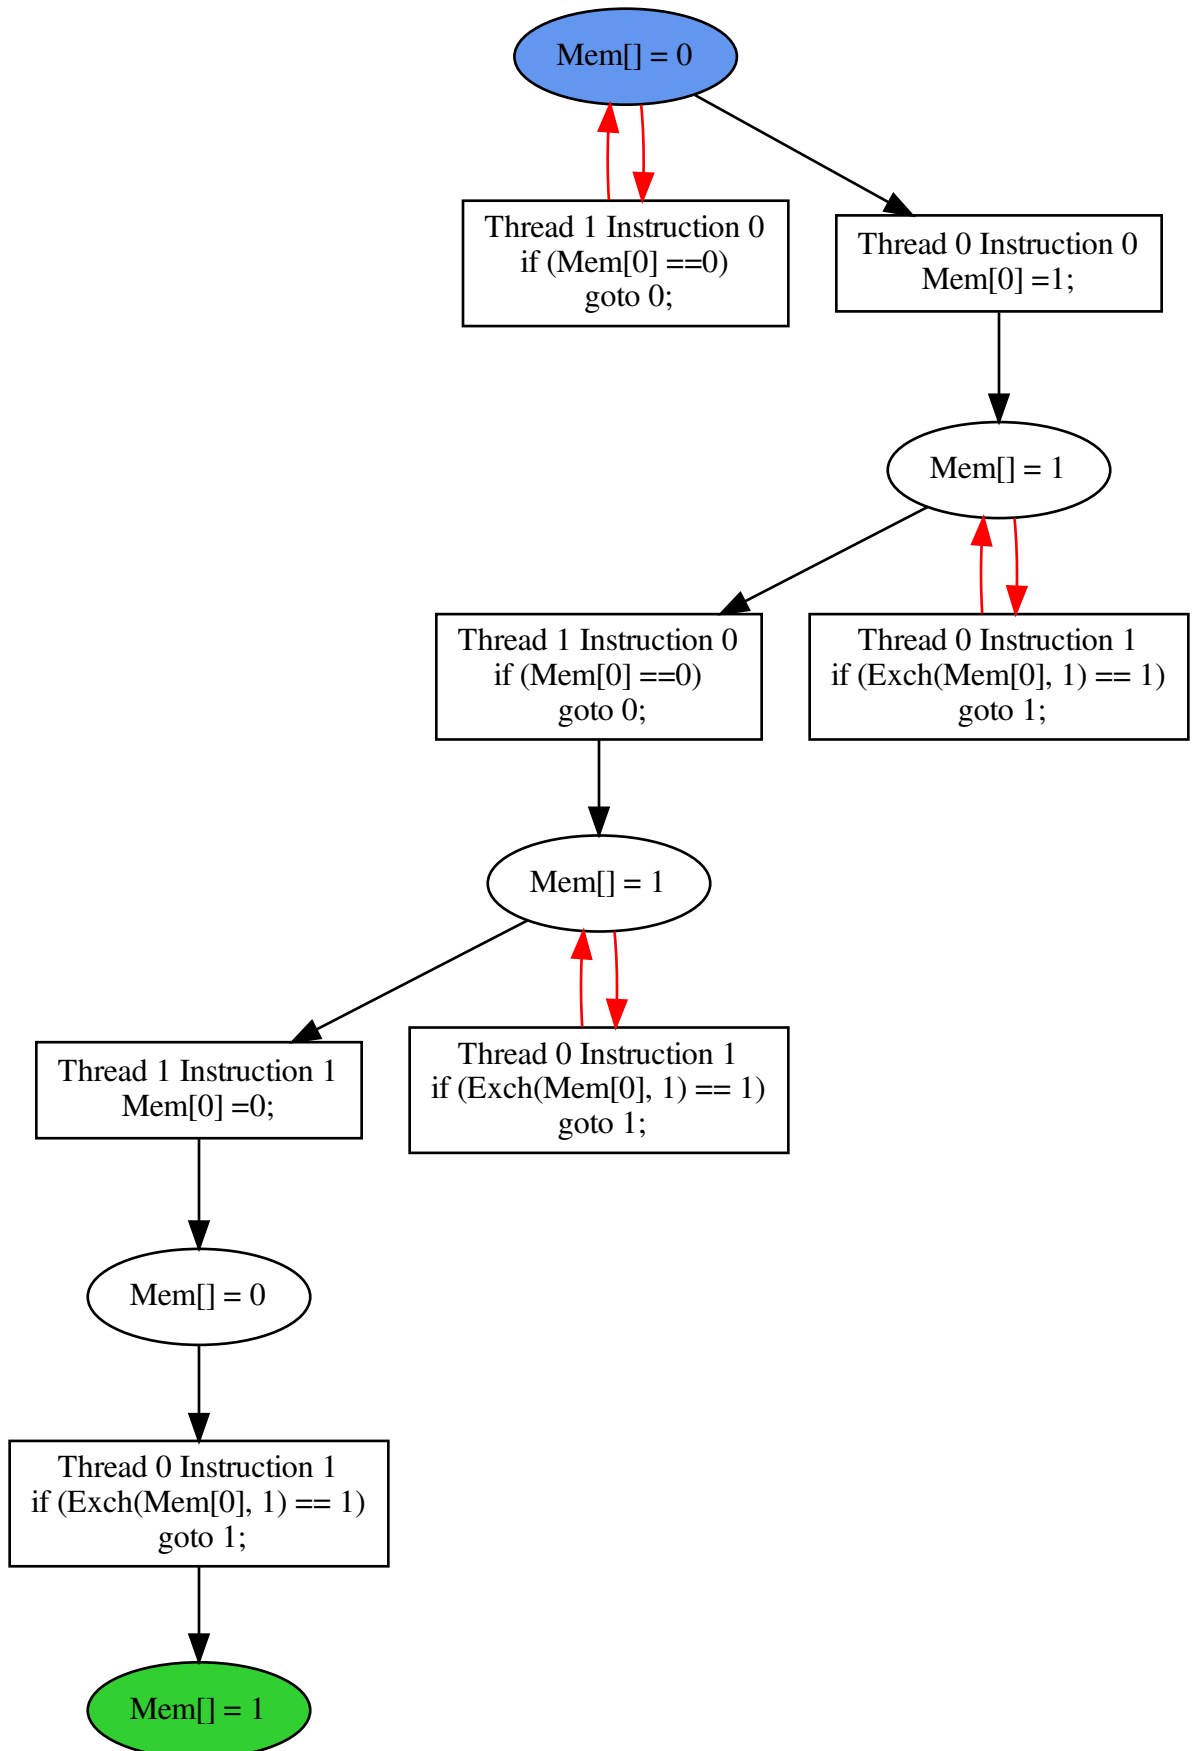 Mem[] = 0
Thread 1 Instruction 0
if (Mem[0] ==0)
goto 0;
Thread 0 Instruction 0
Mem[0] =1;
Mem[] = 1
Thread 1 Instruction 0
if (Mem[0] ==0)
goto 0;
Thread 0 Instruction 1
if (Exch(Mem[0], 1) == 1)
goto 1;
Mem[] = 1
Thread 1 Instruction 1
Mem[0] =0;
Thread 0 Instruction 1
if (Exch(Mem[0], 1) == 1)
goto 1;
Mem[] = 0
Thread 0 Instruction 1
if (Exch(Mem[0], 1) == 1)
goto 1;
Mem[] = 1